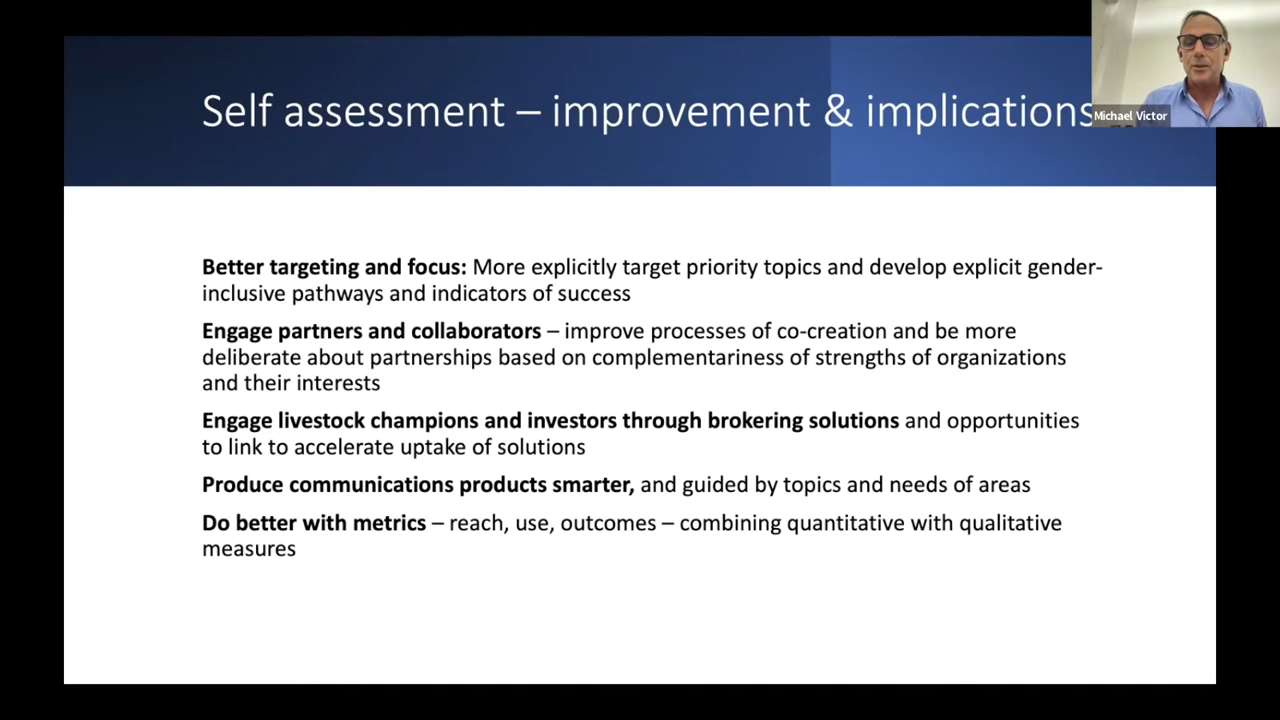 Self assessment – improvement & implications
Michael Victor
Better targeting and focus: More explicitly target priority topics and develop explicit gender-
inclusive pathways and indicators of success
Engage partners and collaborators – improve processes of co-creation and be more
deliberate about partnerships based on complementariness of strengths of organizations
and their interests
Engage livestock champions and investors through brokering solutions and opportunities
to link to accelerate uptake of solutions
Produce communications products smarter, and guided by topics and needs of areas
Do better with metrics – reach, use, outcomes – combining quantitative with qualitative
measures